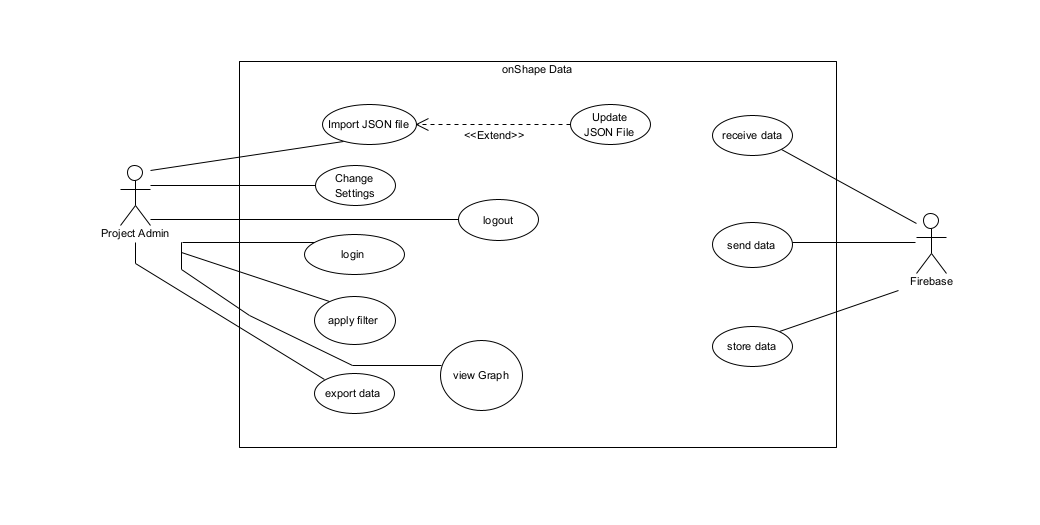 onShape Data
Import JSON file
<<Extend>>
Update
JSON File
receive data
Change
Settings
Project Admin
logout
send data
login
Firebase
apply filter
store data
view Graph
export data